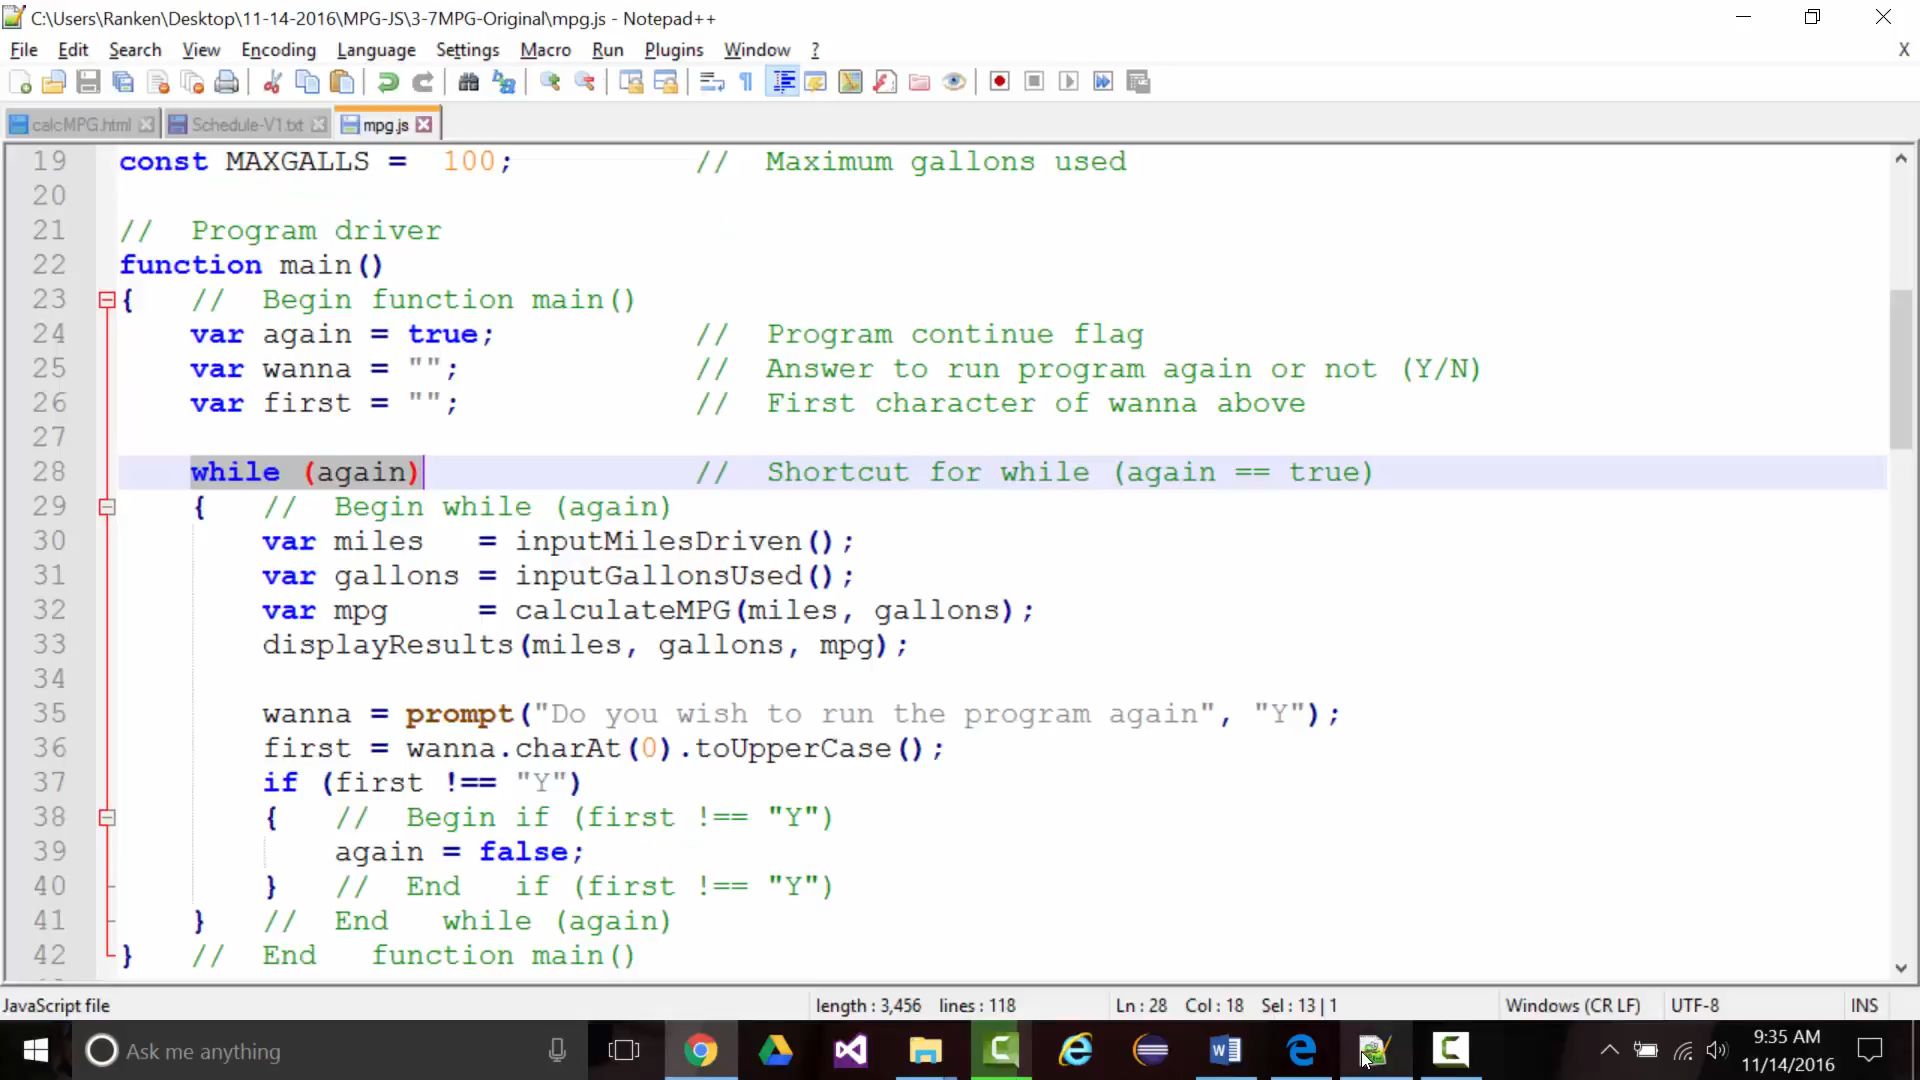 C:\Users\Ranken\Desktop\11-14-2016\MPG-JS\3-7MPG-Original\mpg.js - Notepad++
File Edit Search View Encoding Language Settings Macro Run Plugins Window ? X
calcMPG.html Schedule-V1.txt mpg.js
19 const MAXGALLS = 100; // Maximum gallons used
20
21 // Program driver
22 function main()
23 { // Begin function main()
24 var again = true; // Program continue flag
25 var wanna = ""; // Answer to run program again or not (Y/N)
26 var first = ""; // First character of wanna above
27
28 while (again) // Shortcut for while (again == true)
29 { // Begin while (again)
30 var miles = inputMilesDriven();
31 var gallons = inputGallonsUsed();
32 var mpg = calculateMPG(miles, gallons);
33 displayResults(miles, gallons, mpg);
34
35 wanna = prompt("Do you wish to run the program again", "Y");
36 first = wanna.charAt(0).toUpperCase();
37 if (first !== "Y")
38 { // Begin if (first !== "Y")
39 again = false;
40 } // End if (first !== "Y")
41 } // End while (again)
42 } // End function main()
JavaScript file length : 3,456 lines : 118 Ln : 28 Col : 18 Sel : 13 | 1 Windows (CR LF) UTF-8 INS
Ask me anything
9:35 AM
11/14/2016